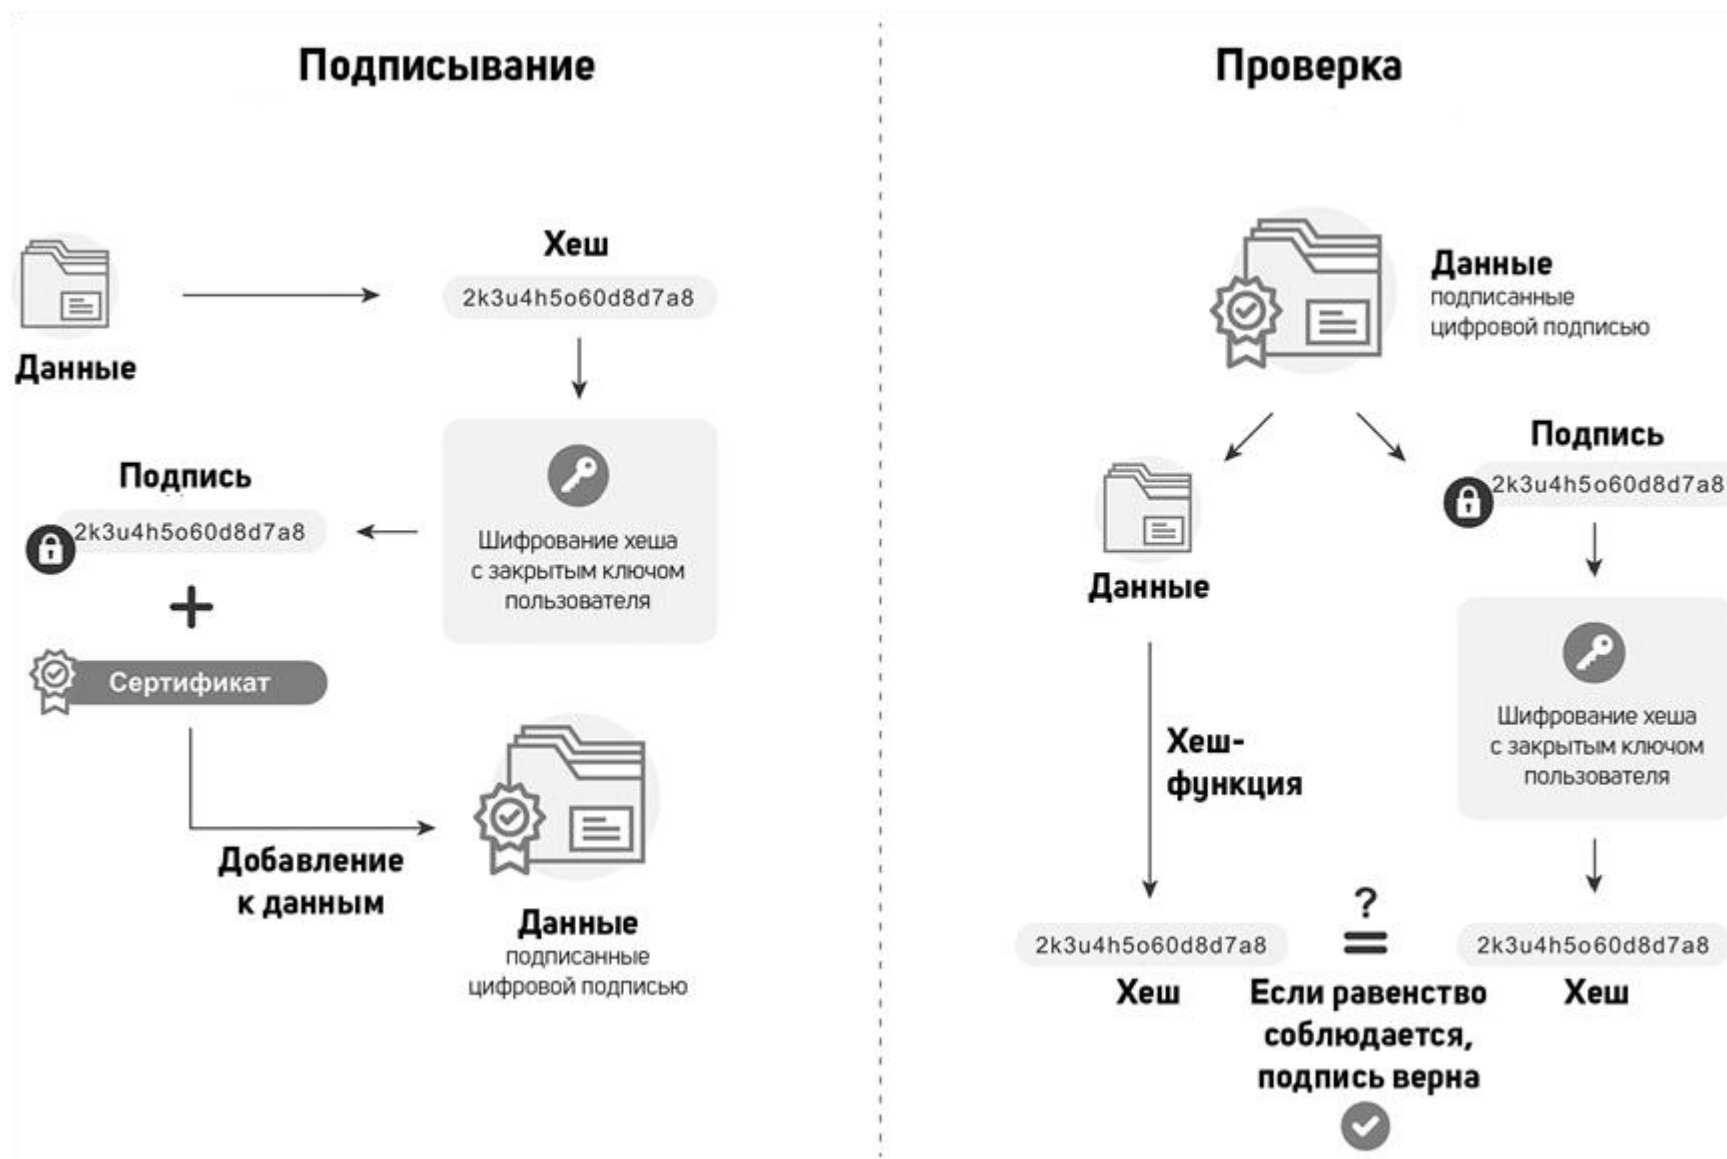 Подписывание
Данные
Хеш
2k3u4h5o60d8d7a8
Шифрование хеша
с закрытым ключом
пользователя
Подпись
2k3u4h5o60d8d7a8
+
Сертификат
Добавление
к данным
Данные
подписанные
цифровой подписью
Проверка
Данные
подписанные
цифровой подписью
Данные
Хеш-
функция
2k3u4h5o60d8d7a8
Хеш
Подпись
2k3u4h5o60d8d7a8
Шифрование хеша
с закрытым ключом
пользователя
2k3u4h5o60d8d7a8
Хеш
?
=
Если равенство
соблюдается,
подпись верна